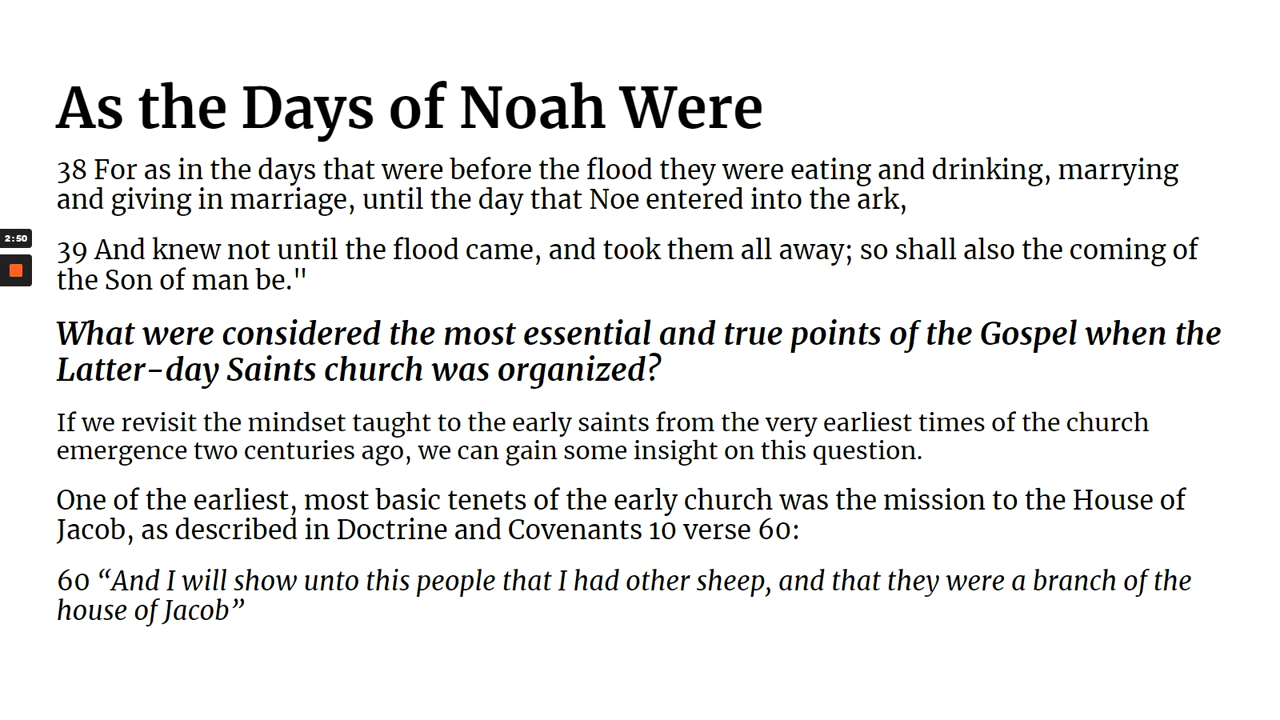 As the Days of Noah Were
38 For as in the days that were before the flood they were eating and drinking, marrying
and giving in marriage, until the day that Noe entered into the ark,
2:50
39 And knew not until the flood came, and took them all away; so shall also the coming of
the Son of man be."
What were considered the most essential and true points of the Gospel when the
Latter-day Saints church was organized?
If we revisit the mindset taught to the early saints from the very earliest times of the church
emergence two centuries ago, we can gain some insight on this question.
One of the earliest, most basic tenets of the early church was the mission to the House of
Jacob, as described in Doctrine and Covenants 10 verse 60:
60 “And I will show unto this people that I had other sheep, and that they were a branch of the
house of Jacob”